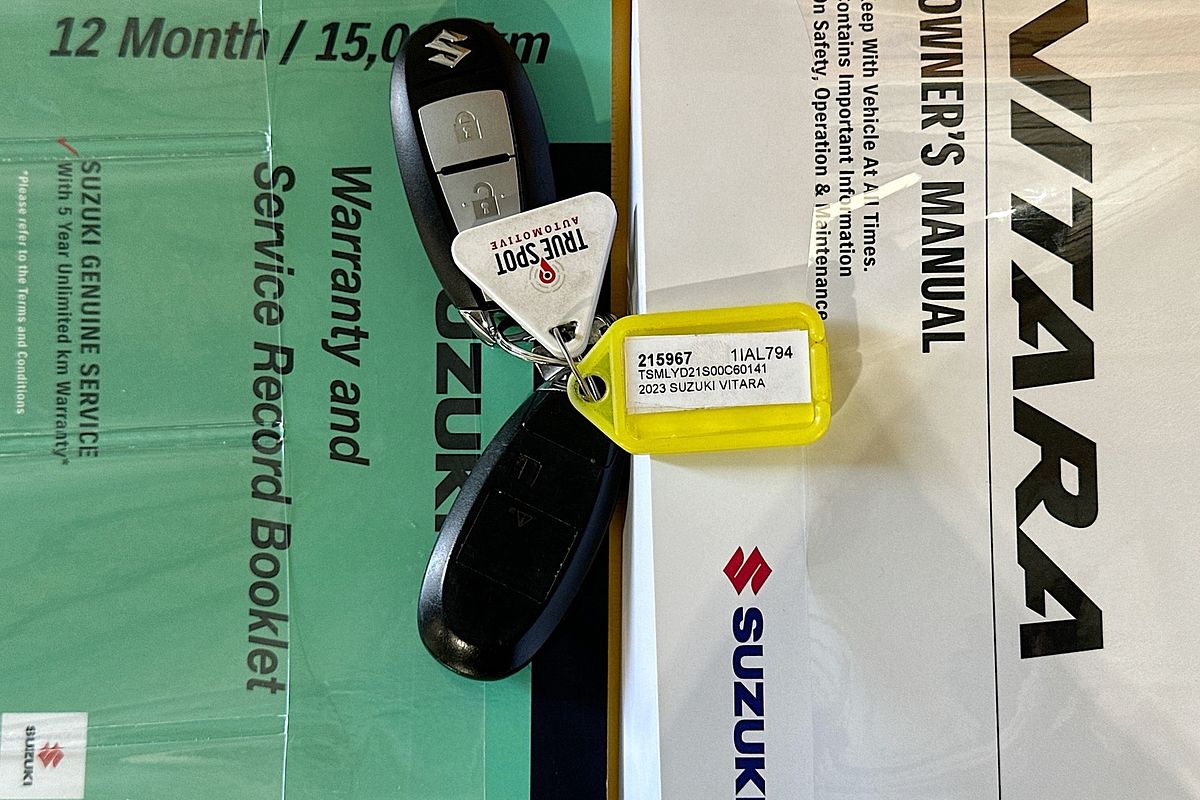 12 Month / 15,0 km
Warranty and
Service Record Booklet
SUZUKI GENUINE SERVICE
With 5 Year Unlimited km Warranty*
*Please refer to the Terms and Conditions
SUZUKI
SUZUKI
TRUE SPOT
AUTOMOTIVE
215967 1IAL794
TSMLYD21S00C60141
2023 SUZUKI VITARA
VITARA
OWNER'S MANUAL
Keep With Vehicle At All Times.
Contains Important Information
On Safety, Operation & Maintenance
SUZUKI